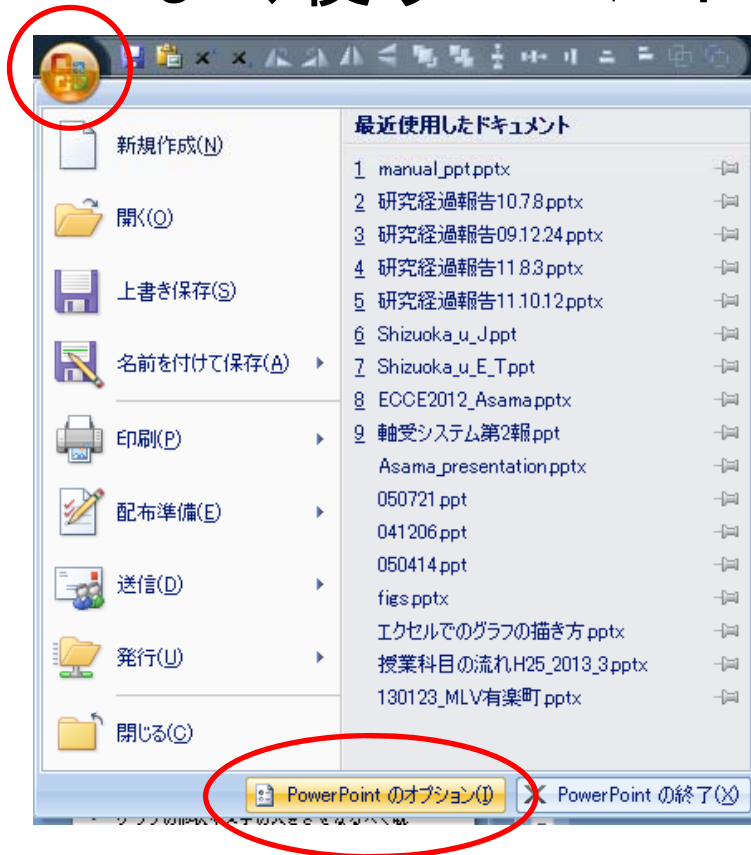 新規作成(N)
開く(O)
上書き保存(S)
名前を付けて保存(A)
印刷(P)
配布準備(E)
送信(D)
発行(U)
閉じる(C)
最近使用したドキュメント
1 manual_ppt.pptx
2 研究経過報告10.7.8.pptx
3 研究経過報告09.12.24.pptx
4 研究経過報告11.8.3.pptx
5 研究経過報告11.10.12.pptx
6 Shizuoka_u_J.ppt
7 Shizuoka_u_E_T.ppt
8 ECCE2012_Asama.pptx
9 軸受システム第2報.ppt
Asama_presentation.pptx
050721.ppt
041206.ppt
050414.ppt
figs.pptx
エクセルでのグラフの描き方.pptx
授業科目の流れH25_2013_3.pptx
130123_MLV有楽町.pptx
PowerPoint のオプション(I)
PowerPoint の終了(X)